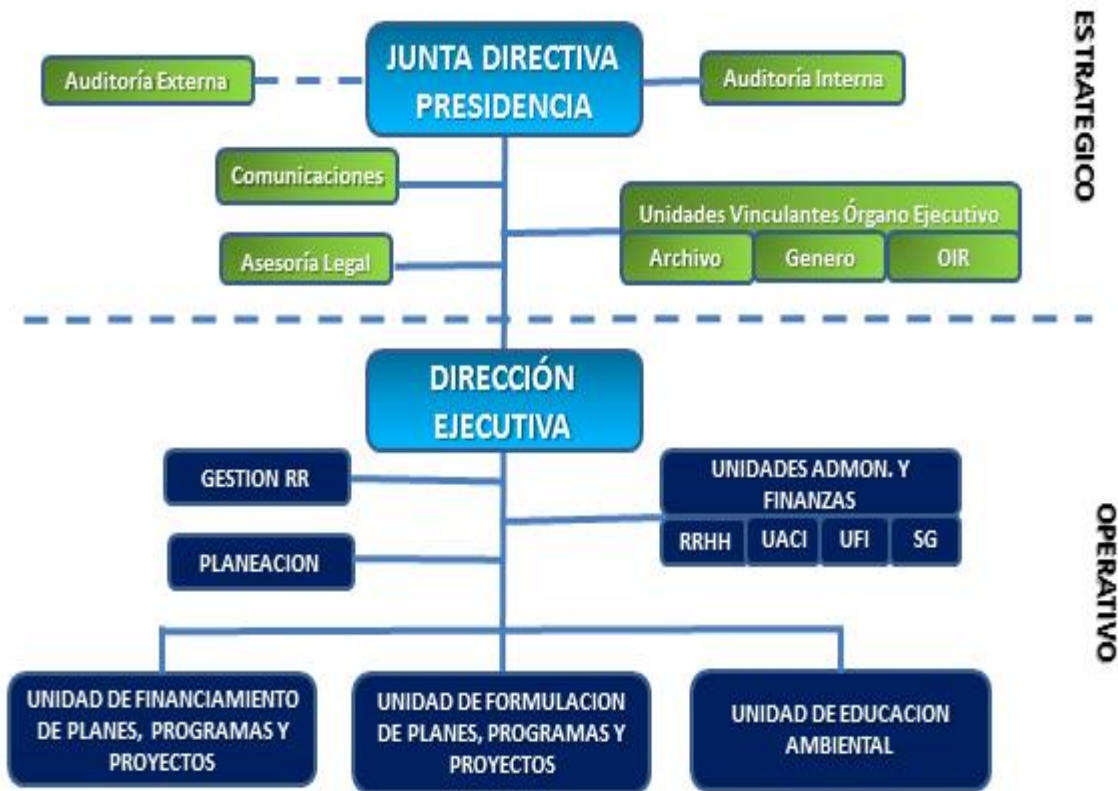 JUNTA DIRECTIVA
PRESIDENCIA
Auditoría Externa
Auditoría Interna
Comunicaciones
Unidades Vinculantes Órgano Ejecutivo
Archivo
Genero
OIR
Asesoría Legal
ESTRATEGICO
DIRECCIÓN
EJECUTIVA
GESTION RR
UNIDADES ADMON. Y
FINANZAS
RRHH
UACI
UFI
SG
PLANEACION
OPERATIVO
UNIDAD DE FINANCIAMIENTO
DE PLANES, PROGRAMAS Y
PROYECTOS
UNIDAD DE FORMULACION
DE PLANES, PROGRAMAS Y
PROYECTOS
UNIDAD DE EDUCACION
AMBIENTAL